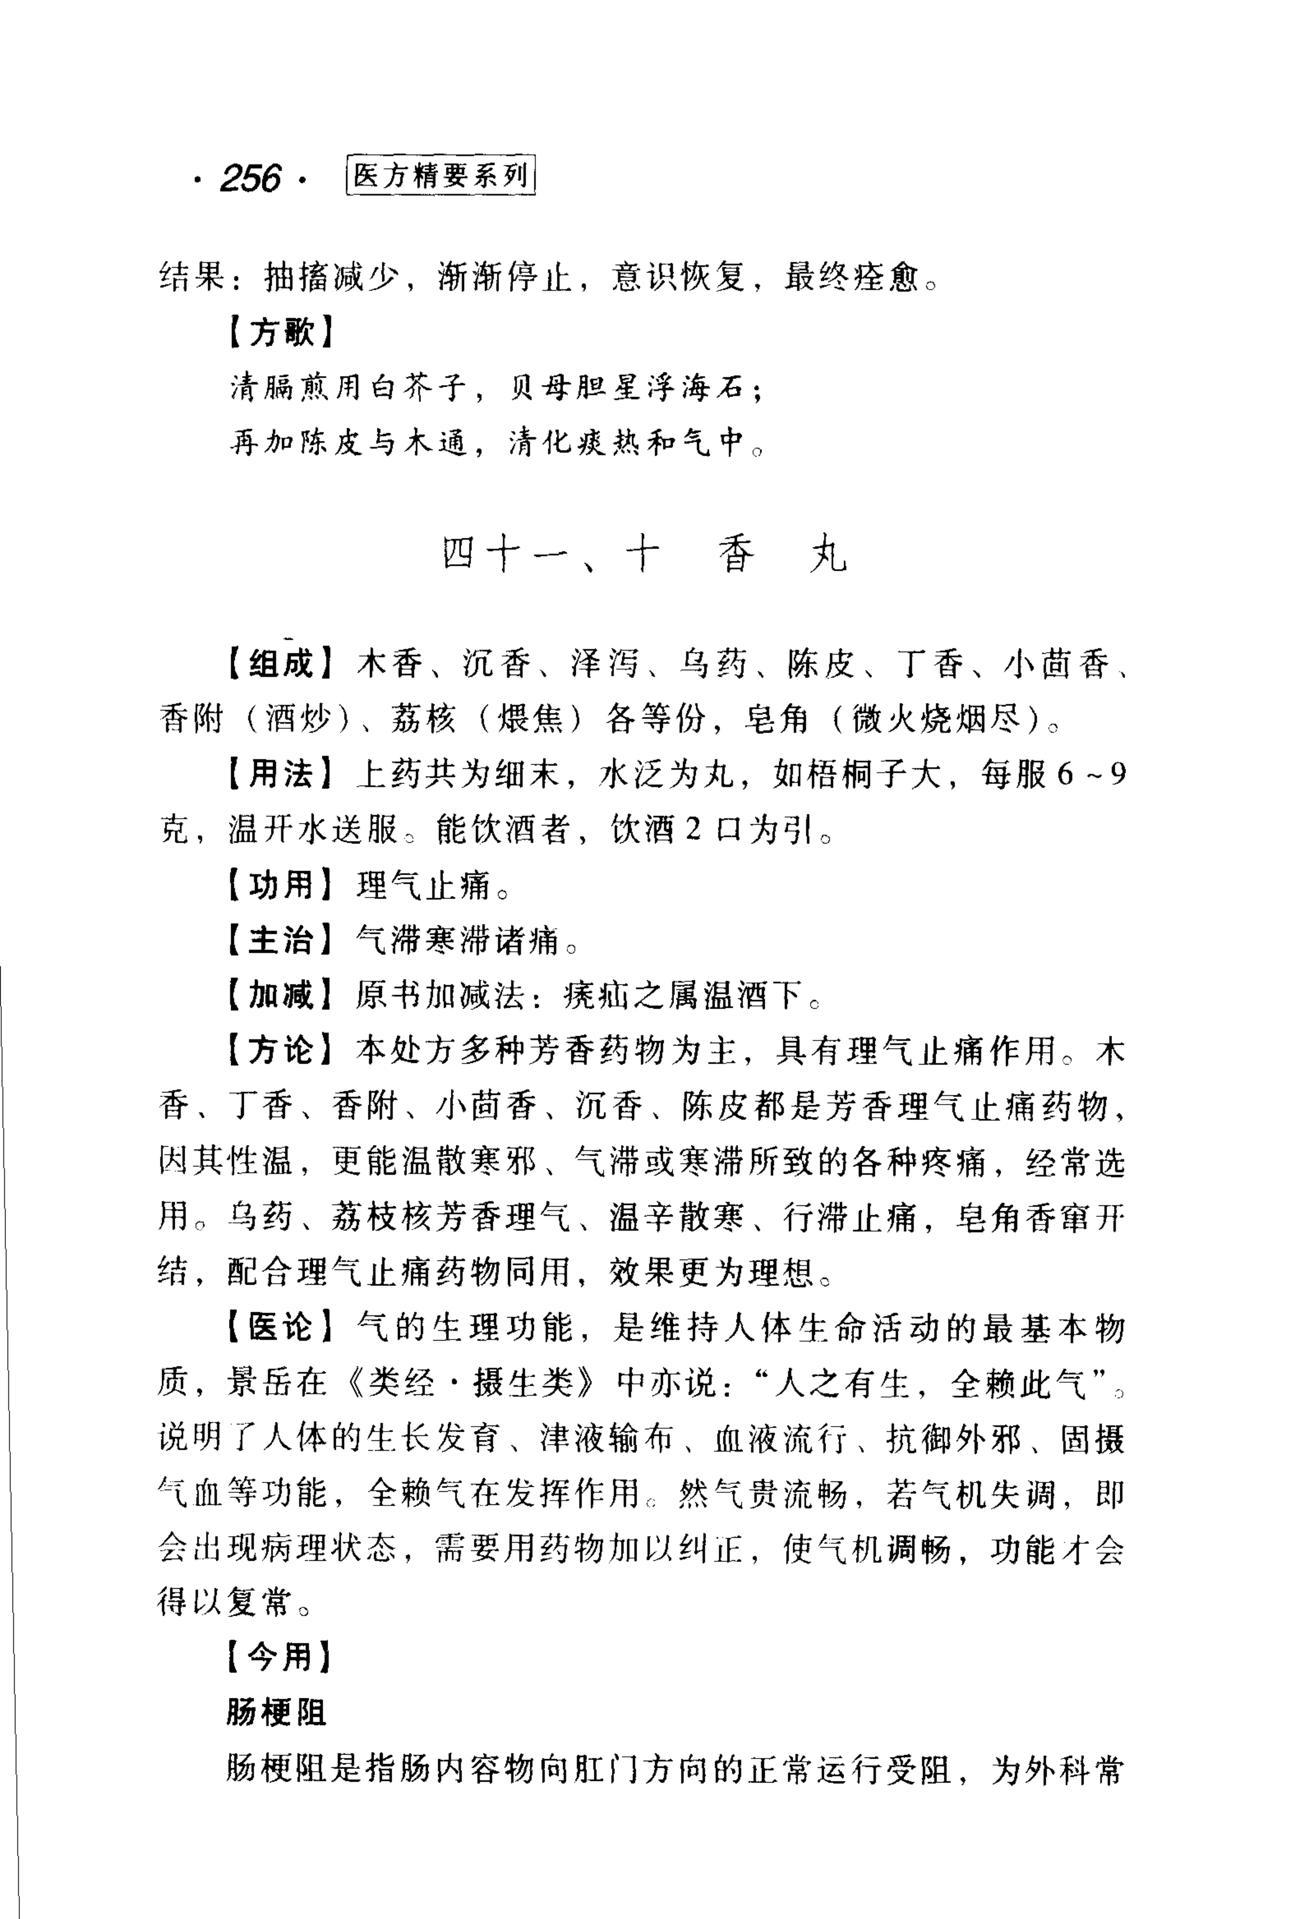 · 256 · 医方精要系列
结果：抽搐减少，渐渐停止，意识恢复，最终痊愈。
【方歌】
清膈煎用白芥子，贝母胆星浮海石；
再加陈皮与木通，清化痰热和气中。
四十一、十 香 丸
【组成】 木香、沉香、泽泻、乌药、陈皮、丁香、小茴香、
香附（酒炒）、荔核（煨焦）各等份，皂角（微火烧烟尽）。
【用法】 上药共为细末，水泛为丸，如梧桐子大，每服 6～9
克，温开水送服。能饮酒者，饮酒 2 口为引。
【功用】 理气止痛。
【主治】 气滞寒滞诸痛。
【加减】 原书加减法：㿉疝之属温酒下。
【方论】 本处方多种芳香药物为主，具有理气止痛作用。木
香、丁香、香附、小茴香、沉香、陈皮都是芳香理气止痛药物，
因其性温，更能温散寒邪、气滞或寒滞所致的各种疼痛，经常选
用。乌药、荔枝核芳香理气、温辛散寒、行滞止痛，皂角香窜开
结，配合理气止痛药物同用，效果更为理想。
【医论】 气的生理功能，是维持人体生命活动的最基本物
质，景岳在《类经·摄生类》中亦说：“人之有生，全赖此气”。
说明了人体的生长发育、津液输布、血液流行、抗御外邪、固摄
气血等功能，全赖气在发挥作用。然气贵流畅，若气机失调，即
会出现病理状态，需要用药物加以纠正，使气机调畅，功能才会
得以复常。
【今用】
肠梗阻
肠梗阻是指肠内容物向肛门方向的正常运行受阻，为外科常